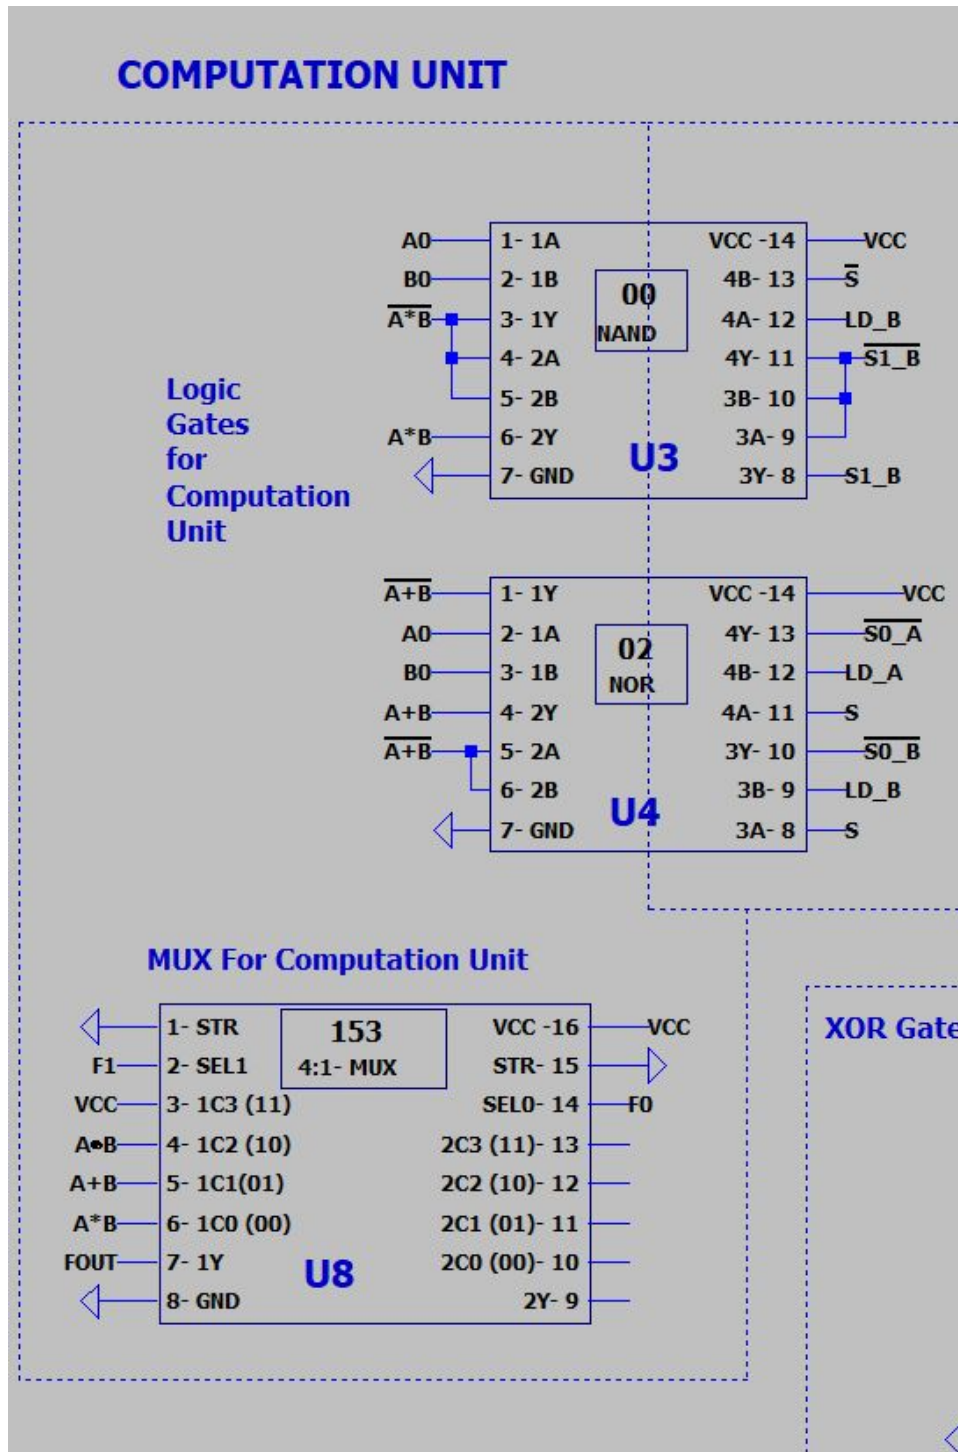 COMPUTATION UNIT
A0 1- 1A VCC -14 VCC
B0 2- 1B 00 4B- 13 S̅
A̅*̅B̅ 3- 1Y NAND 4A- 12 LD_B
4- 2A 4Y- 11 S̅1̅_̅B̅
5- 2B 3B- 10
A*B 6- 2Y U3 3A- 9
7- GND 3Y- 8 S1_B
Logic
Gates
for
Computation
Unit
A̅+̅B̅ 1- 1Y VCC -14 VCC
A0 2- 1A 02 4Y- 13 S̅0̅_̅A̅
B0 3- 1B NOR 4B- 12 LD_A
A+B 4- 2Y 4A- 11 S
A̅+̅B̅ 5- 2A 3Y- 10 S̅0̅_̅B̅
6- 2B U4 3B- 9 LD_B
7- GND 3A- 8 S
MUX For Computation Unit
1- STR 153 VCC -16 VCC
F1 2- SEL1 4:1- MUX STR- 15
VCC 3- 1C3 (11) SEL0- 14 F0
A•B 4- 1C2 (10) 2C3 (11)- 13
A+B 5- 1C1(01) 2C2 (10)- 12
A*B 6- 1C0 (00) 2C1 (01)- 11
FOUT 7- 1Y U8 2C0 (00)- 10
8- GND 2Y- 9
XOR Gate